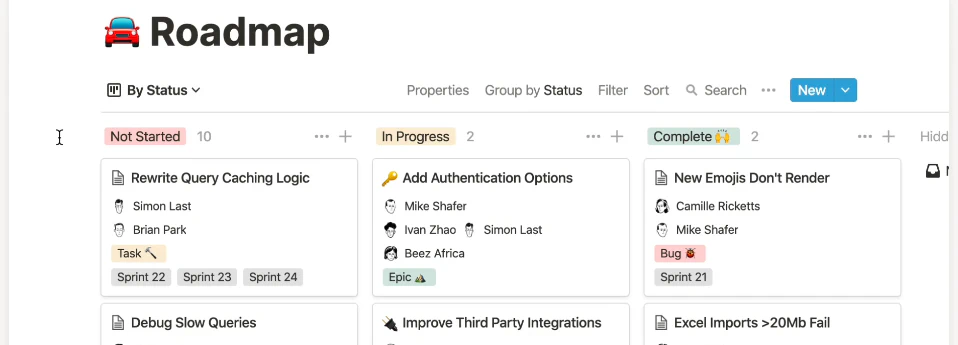 🚘 Roadmap
By Status
Properties Group by Status Filter Sort Search ••• New
Not Started 10 ••• +
In Progress 2 ••• +
Complete 🙌 2 ••• +
Rewrite Query Caching Logic
Simon Last
Brian Park
Task 🔨
Sprint 22 Sprint 23 Sprint 24
Debug Slow Queries
🔑 Add Authentication Options
Mike Shafer
Ivan Zhao Simon Last
Beez Africa
Epic ⛰️
🔌 Improve Third Party Integrations
New Emojis Don't Render
Camille Ricketts
Mike Shafer
Bug 🐞
Sprint 21
Excel Imports >20Mb Fail